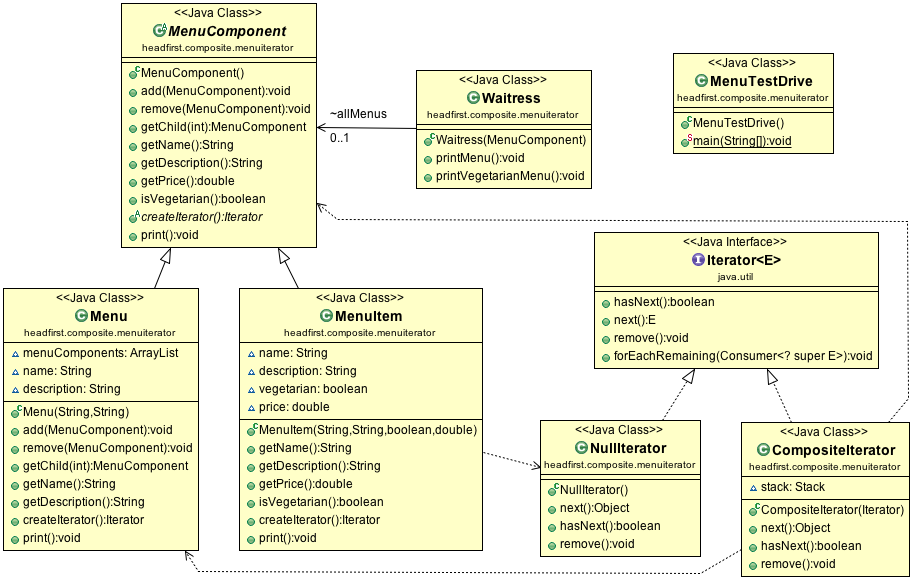 <<Java Class>>
MenuComponent
headfirst.composite.menuiterator
MenuComponent()
add(MenuComponent):void
remove(MenuComponent):void
getChild(int):MenuComponent
getName():String
getDescription():String
getPrice():double
isVegetarian():boolean
createIterator():Iterator
print():void
~allMenus
0..1
<<Java Class>>
Waitress
headfirst.composite.menuiterator
Waitress(MenuComponent)
printMenu():void
printVegetarianMenu():void
<<Java Class>>
MenuTestDrive
headfirst.composite.menuiterator
MenuTestDrive()
main(String[]):void
<<Java Interface>>
Iterator<E>
java.util
hasNext():boolean
next():E
remove():void
forEachRemaining(Consumer<? super E>):void
<<Java Class>>
Menu
headfirst.composite.menuiterator
menuComponents: ArrayList
name: String
description: String
Menu(String,String)
add(MenuComponent):void
remove(MenuComponent):void
getChild(int):MenuComponent
getName():String
getDescription():String
createIterator():Iterator
print():void
<<Java Class>>
MenuItem
headfirst.composite.menuiterator
name: String
description: String
vegetarian: boolean
price: double
MenuItem(String,String,boolean,double)
getName():String
getDescription():String
getPrice():double
isVegetarian():boolean
createIterator():Iterator
print():void
<<Java Class>>
NullIterator
headfirst.composite.menuiterator
NullIterator()
next():Object
hasNext():boolean
remove():void
<<Java Class>>
CompositeIterator
headfirst.composite.menuiterator
stack: Stack
CompositeIterator(Iterator)
next():Object
hasNext():boolean
remove():void